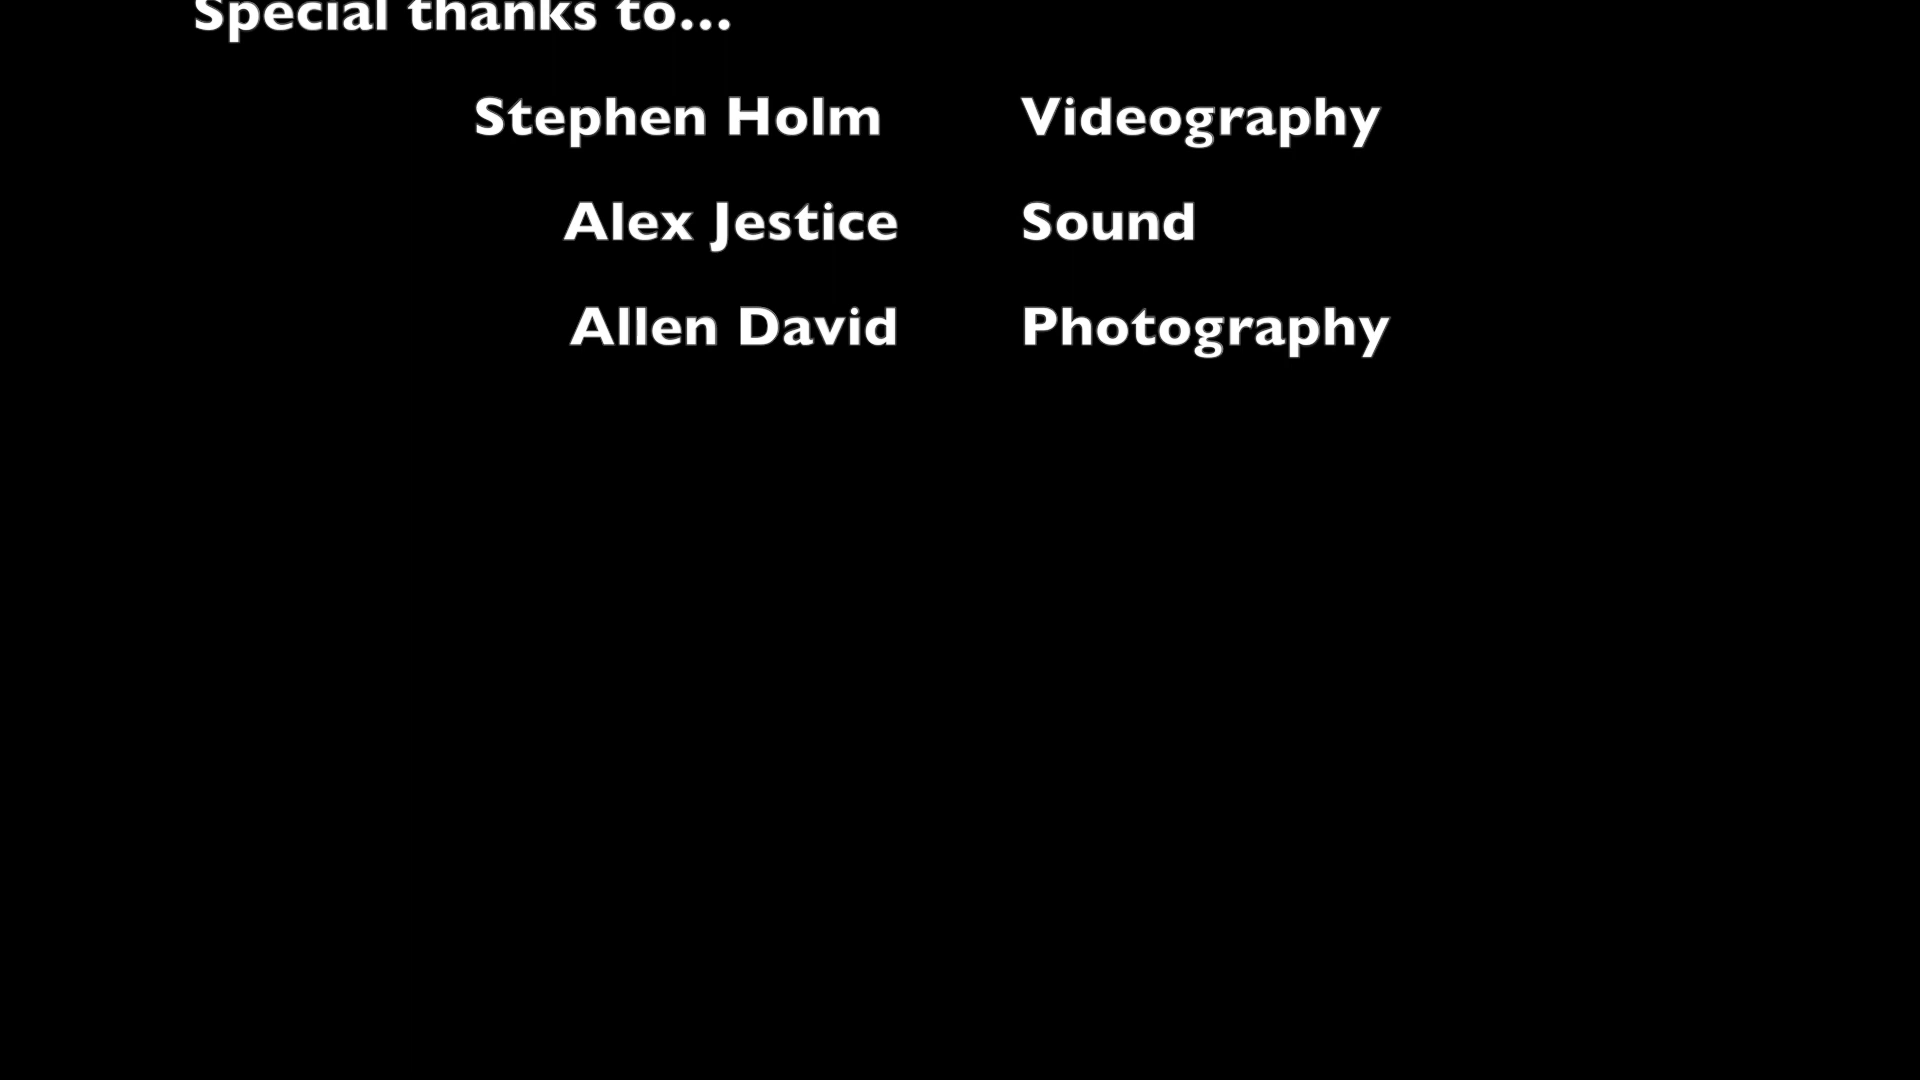 Special thanks to...
Stephen Holm Videography
Alex Jestice Sound
Allen David Photography